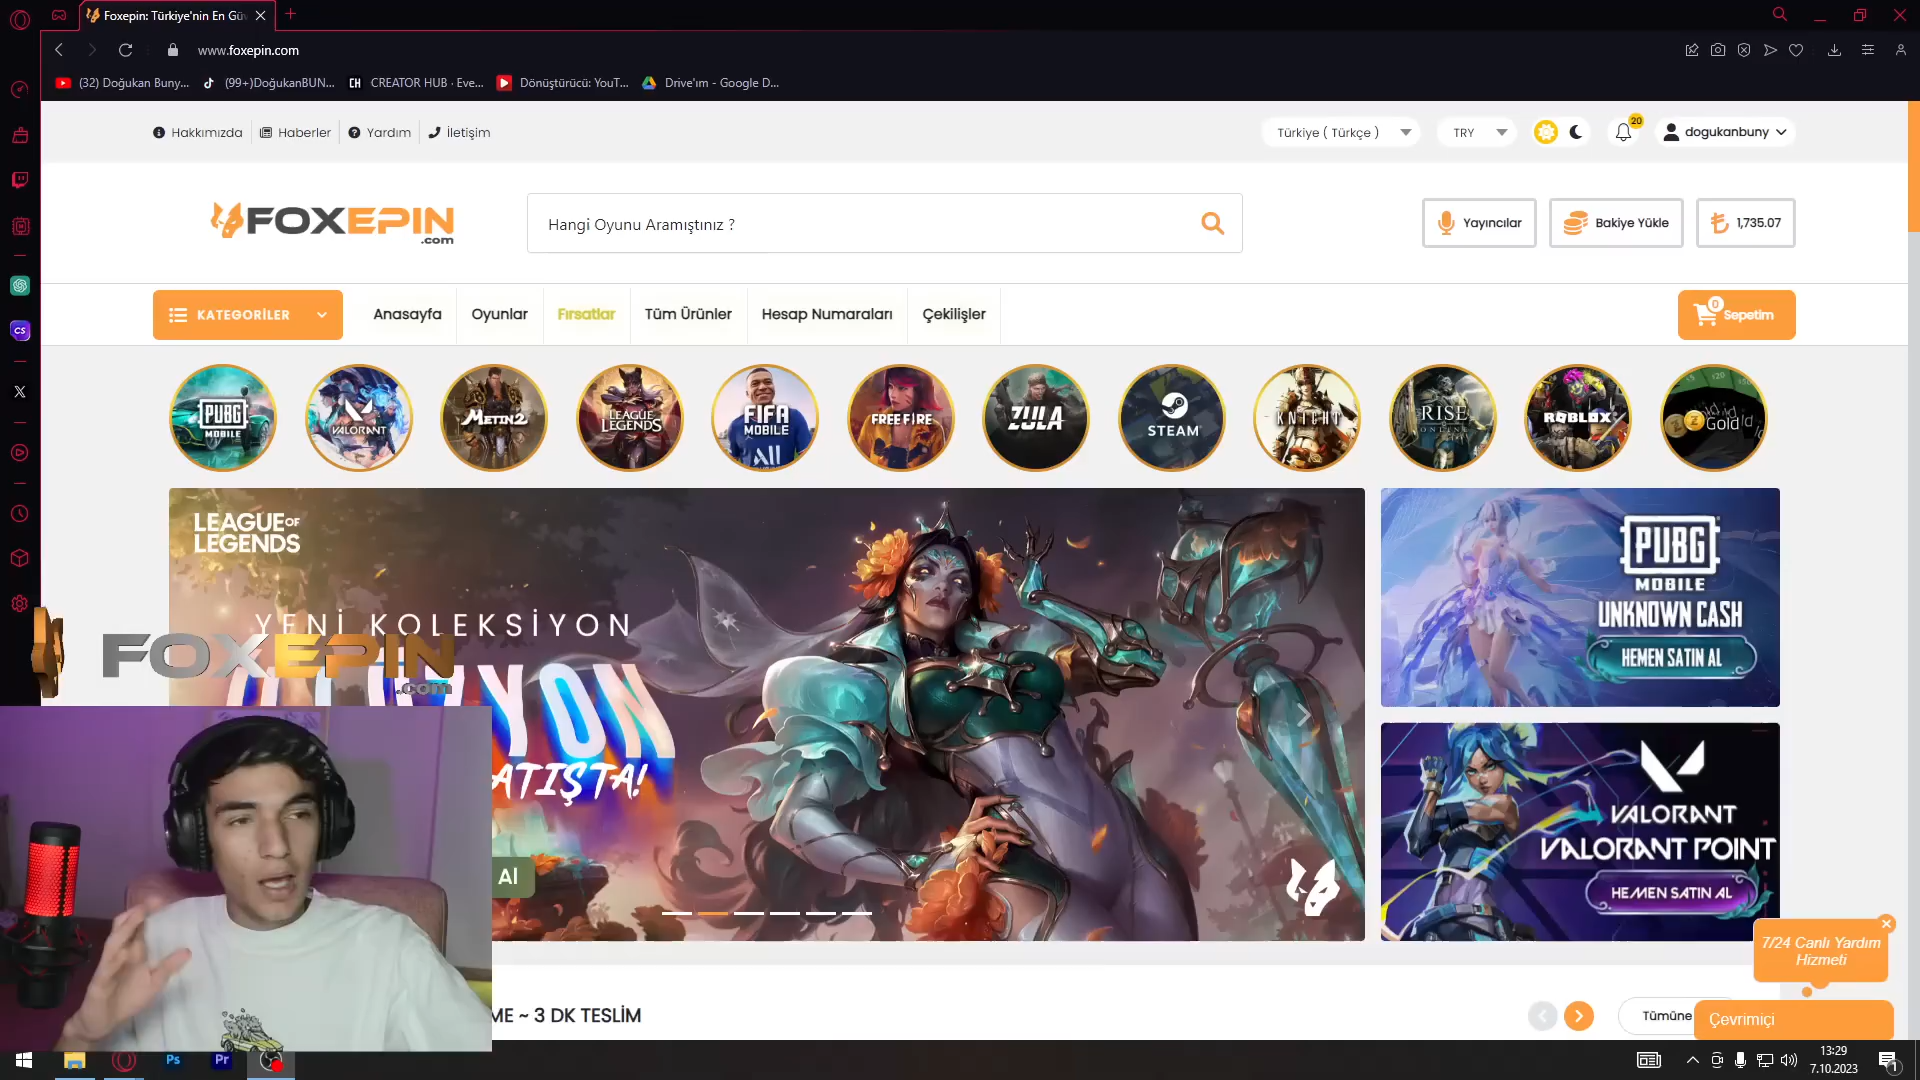 Foxepin: Türkiye'nin En Gü
www.foxepin.com
(32) Doğukan Buny...
(99+)DoğukanBUN...
CH CREATOR HUB · Eve...
Dönüştürücü: YouT...
Drive'ım - Google D...
Hakkımızda
Haberler
Yardım
İletişim
Türkiye ( Türkçe )
TRY
20
dogukanbuny
FOXEPIN
.com
Hangi Oyunu Aramıştınız ?
Yayıncılar
Bakiye Yükle
1,735.07
KATEGORİLER
Anasayfa
Oyunlar
Fırsatlar
Tüm Ürünler
Hesap Numaraları
Çekilişler
0
Sepetim
CS
PUBG
MOBILE
VALORANT
METIN2
LEAGUE
LEGENDS
FIFA
MOBILE
FREE FIRE
ZULA
STEAM
KNIGHT
RISE
ONLINE
ROBLOX
Gold
LEAGUE OF
LEGENDS
YENİ KOLEKSİYON
YON
ATIŞTA!
Al
FOXEPIN
.com
PUBG
MOBILE
UNKNOWN CASH
HEMEN SATIN AL
VALORANT
VALORANT POINT
HEMEN SATIN AL
7/24 Canlı Yardım
Hizmeti
ME ~ 3 DK TESLİM
Tümüne
Çevrimiçi
Ps
Pr
13:29
7.10.2023
1